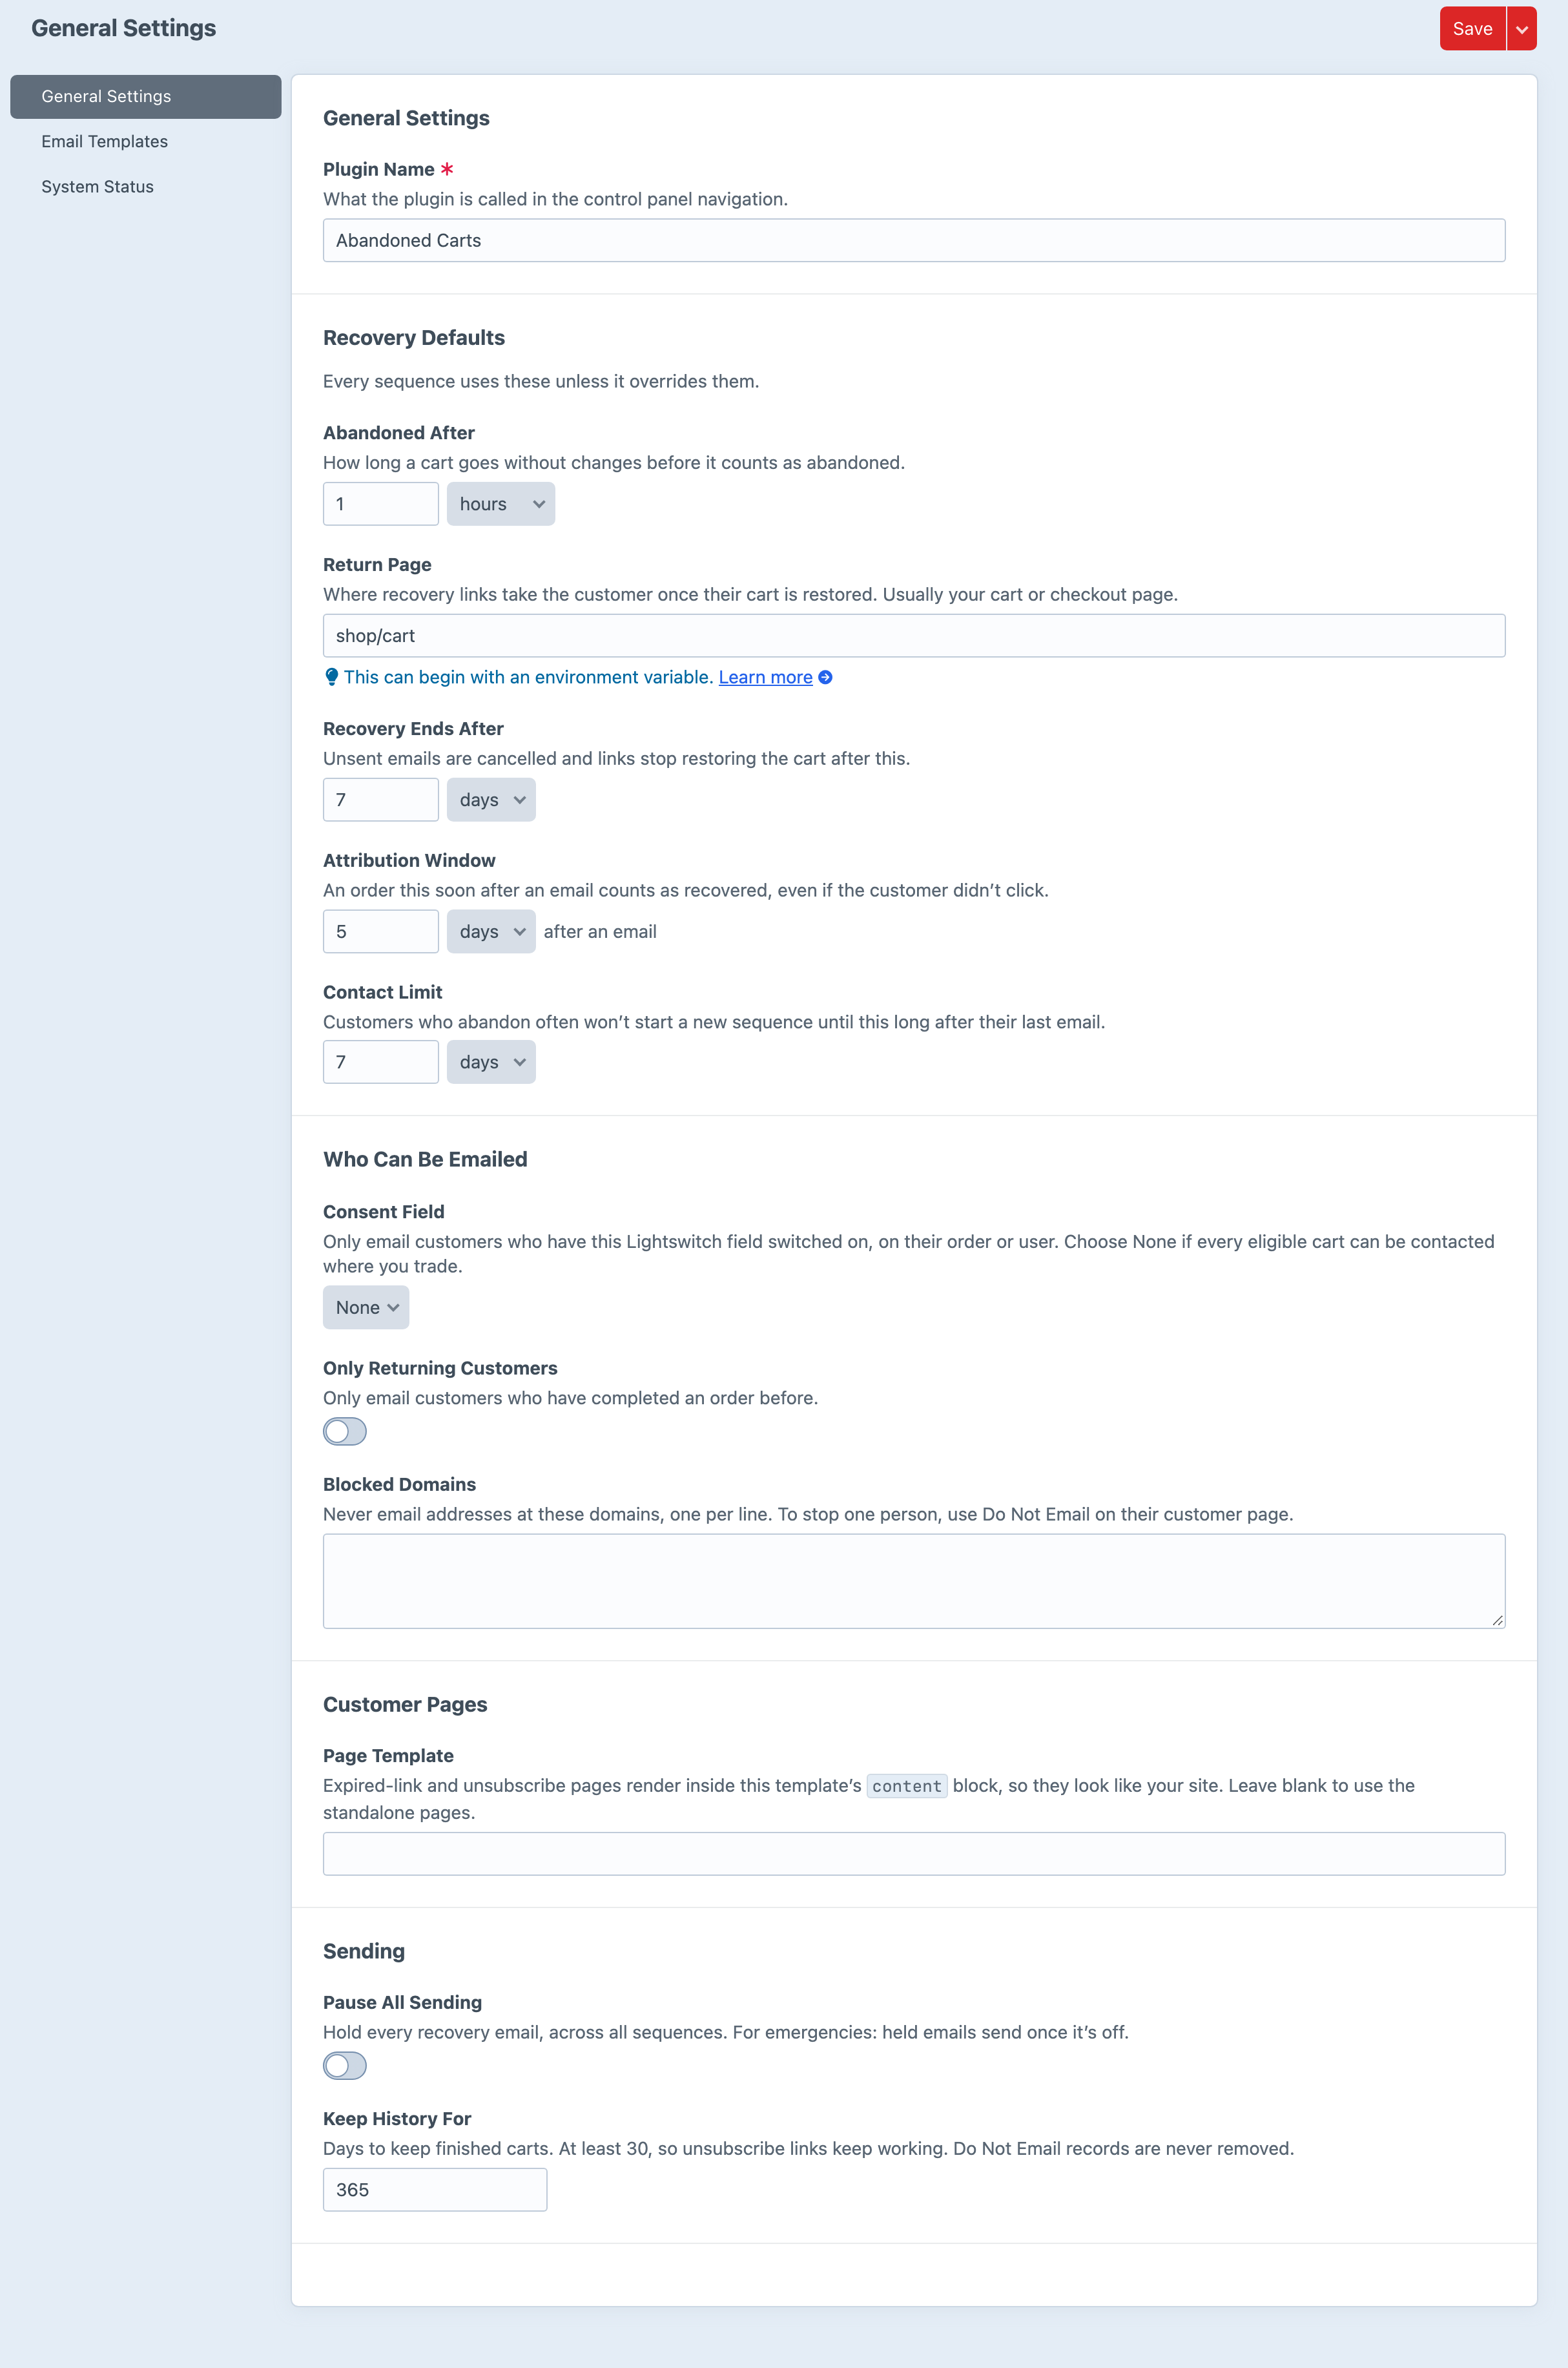 General Settings
Save
General Settings
Email Templates
System Status
General Settings
Plugin Name *
What the plugin is called in the control panel navigation.
Abandoned Carts
Recovery Defaults
Every sequence uses these unless it overrides them.
Abandoned After
How long a cart goes without changes before it counts as abandoned.
1 hours
Return Page
Where recovery links take the customer once their cart is restored. Usually your cart or checkout page.
shop/cart
This can begin with an environment variable. Learn more
Recovery Ends After
Unsent emails are cancelled and links stop restoring the cart after this.
7 days
Attribution Window
An order this soon after an email counts as recovered, even if the customer didn’t click.
5 days after an email
Contact Limit
Customers who abandon often won’t start a new sequence until this long after their last email.
7 days
Who Can Be Emailed
Consent Field
Only email customers who have this Lightswitch field switched on, on their order or user. Choose None if every eligible cart can be contacted
where you trade.
None
Only Returning Customers
Only email customers who have completed an order before.
Blocked Domains
Never email addresses at these domains, one per line. To stop one person, use Do Not Email on their customer page.
Customer Pages
Page Template
Expired-link and unsubscribe pages render inside this template’s content block, so they look like your site. Leave blank to use the
standalone pages.
Sending
Pause All Sending
Hold every recovery email, across all sequences. For emergencies: held emails send once it’s off.
Keep History For
Days to keep finished carts. At least 30, so unsubscribe links keep working. Do Not Email records are never removed.
365